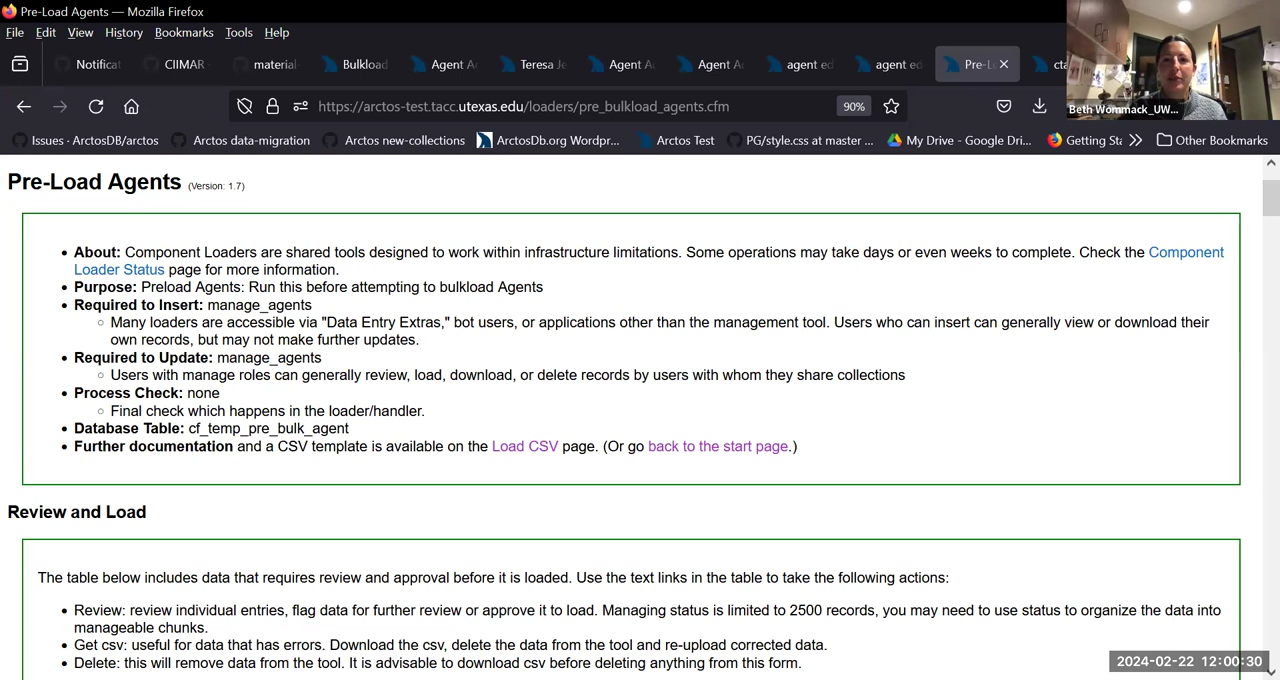 Pre-Load Agents — Mozilla Firefox
File Edit View History Bookmarks Tools Help
Notificat CIIMAR material Bulkload Agent A Teresa Je Agent A Agent A agent ed agent ed Pre-L cta
https://arctos-test.tacc.utexas.edu/loaders/pre_bulkload_agents.cfm 90%
Beth Wommack_UW...
Issues · ArctosDB/arctos Arctos data-migration Arctos new-collections ArctosDb.org Wordpr... Arctos Test PG/style.css at master ... My Drive - Google Dri... Getting Sta Other Bookmarks
Pre-Load Agents (Version: 1.7)
• About: Component Loaders are shared tools designed to work within infrastructure limitations. Some operations may take days or even weeks to complete. Check the Component
Loader Status page for more information.
• Purpose: Preload Agents: Run this before attempting to bulkload Agents
• Required to Insert: manage_agents
◦ Many loaders are accessible via "Data Entry Extras," bot users, or applications other than the management tool. Users who can insert can generally view or download their
own records, but may not make further updates.
• Required to Update: manage_agents
◦ Users with manage roles can generally review, load, download, or delete records by users with whom they share collections
• Process Check: none
◦ Final check which happens in the loader/handler.
• Database Table: cf_temp_pre_bulk_agent
• Further documentation and a CSV template is available on the Load CSV page. (Or go back to the start page.)
Review and Load
The table below includes data that requires review and approval before it is loaded. Use the text links in the table to take the following actions:
• Review: review individual entries, flag data for further review or approve it to load. Managing status is limited to 2500 records, you may need to use status to organize the data into
manageable chunks.
• Get csv: useful for data that has errors. Download the csv, delete the data from the tool and re-upload corrected data.
• Delete: this will remove data from the tool. It is advisable to download csv before deleting anything from this form.
2024-02-22 12:00:30